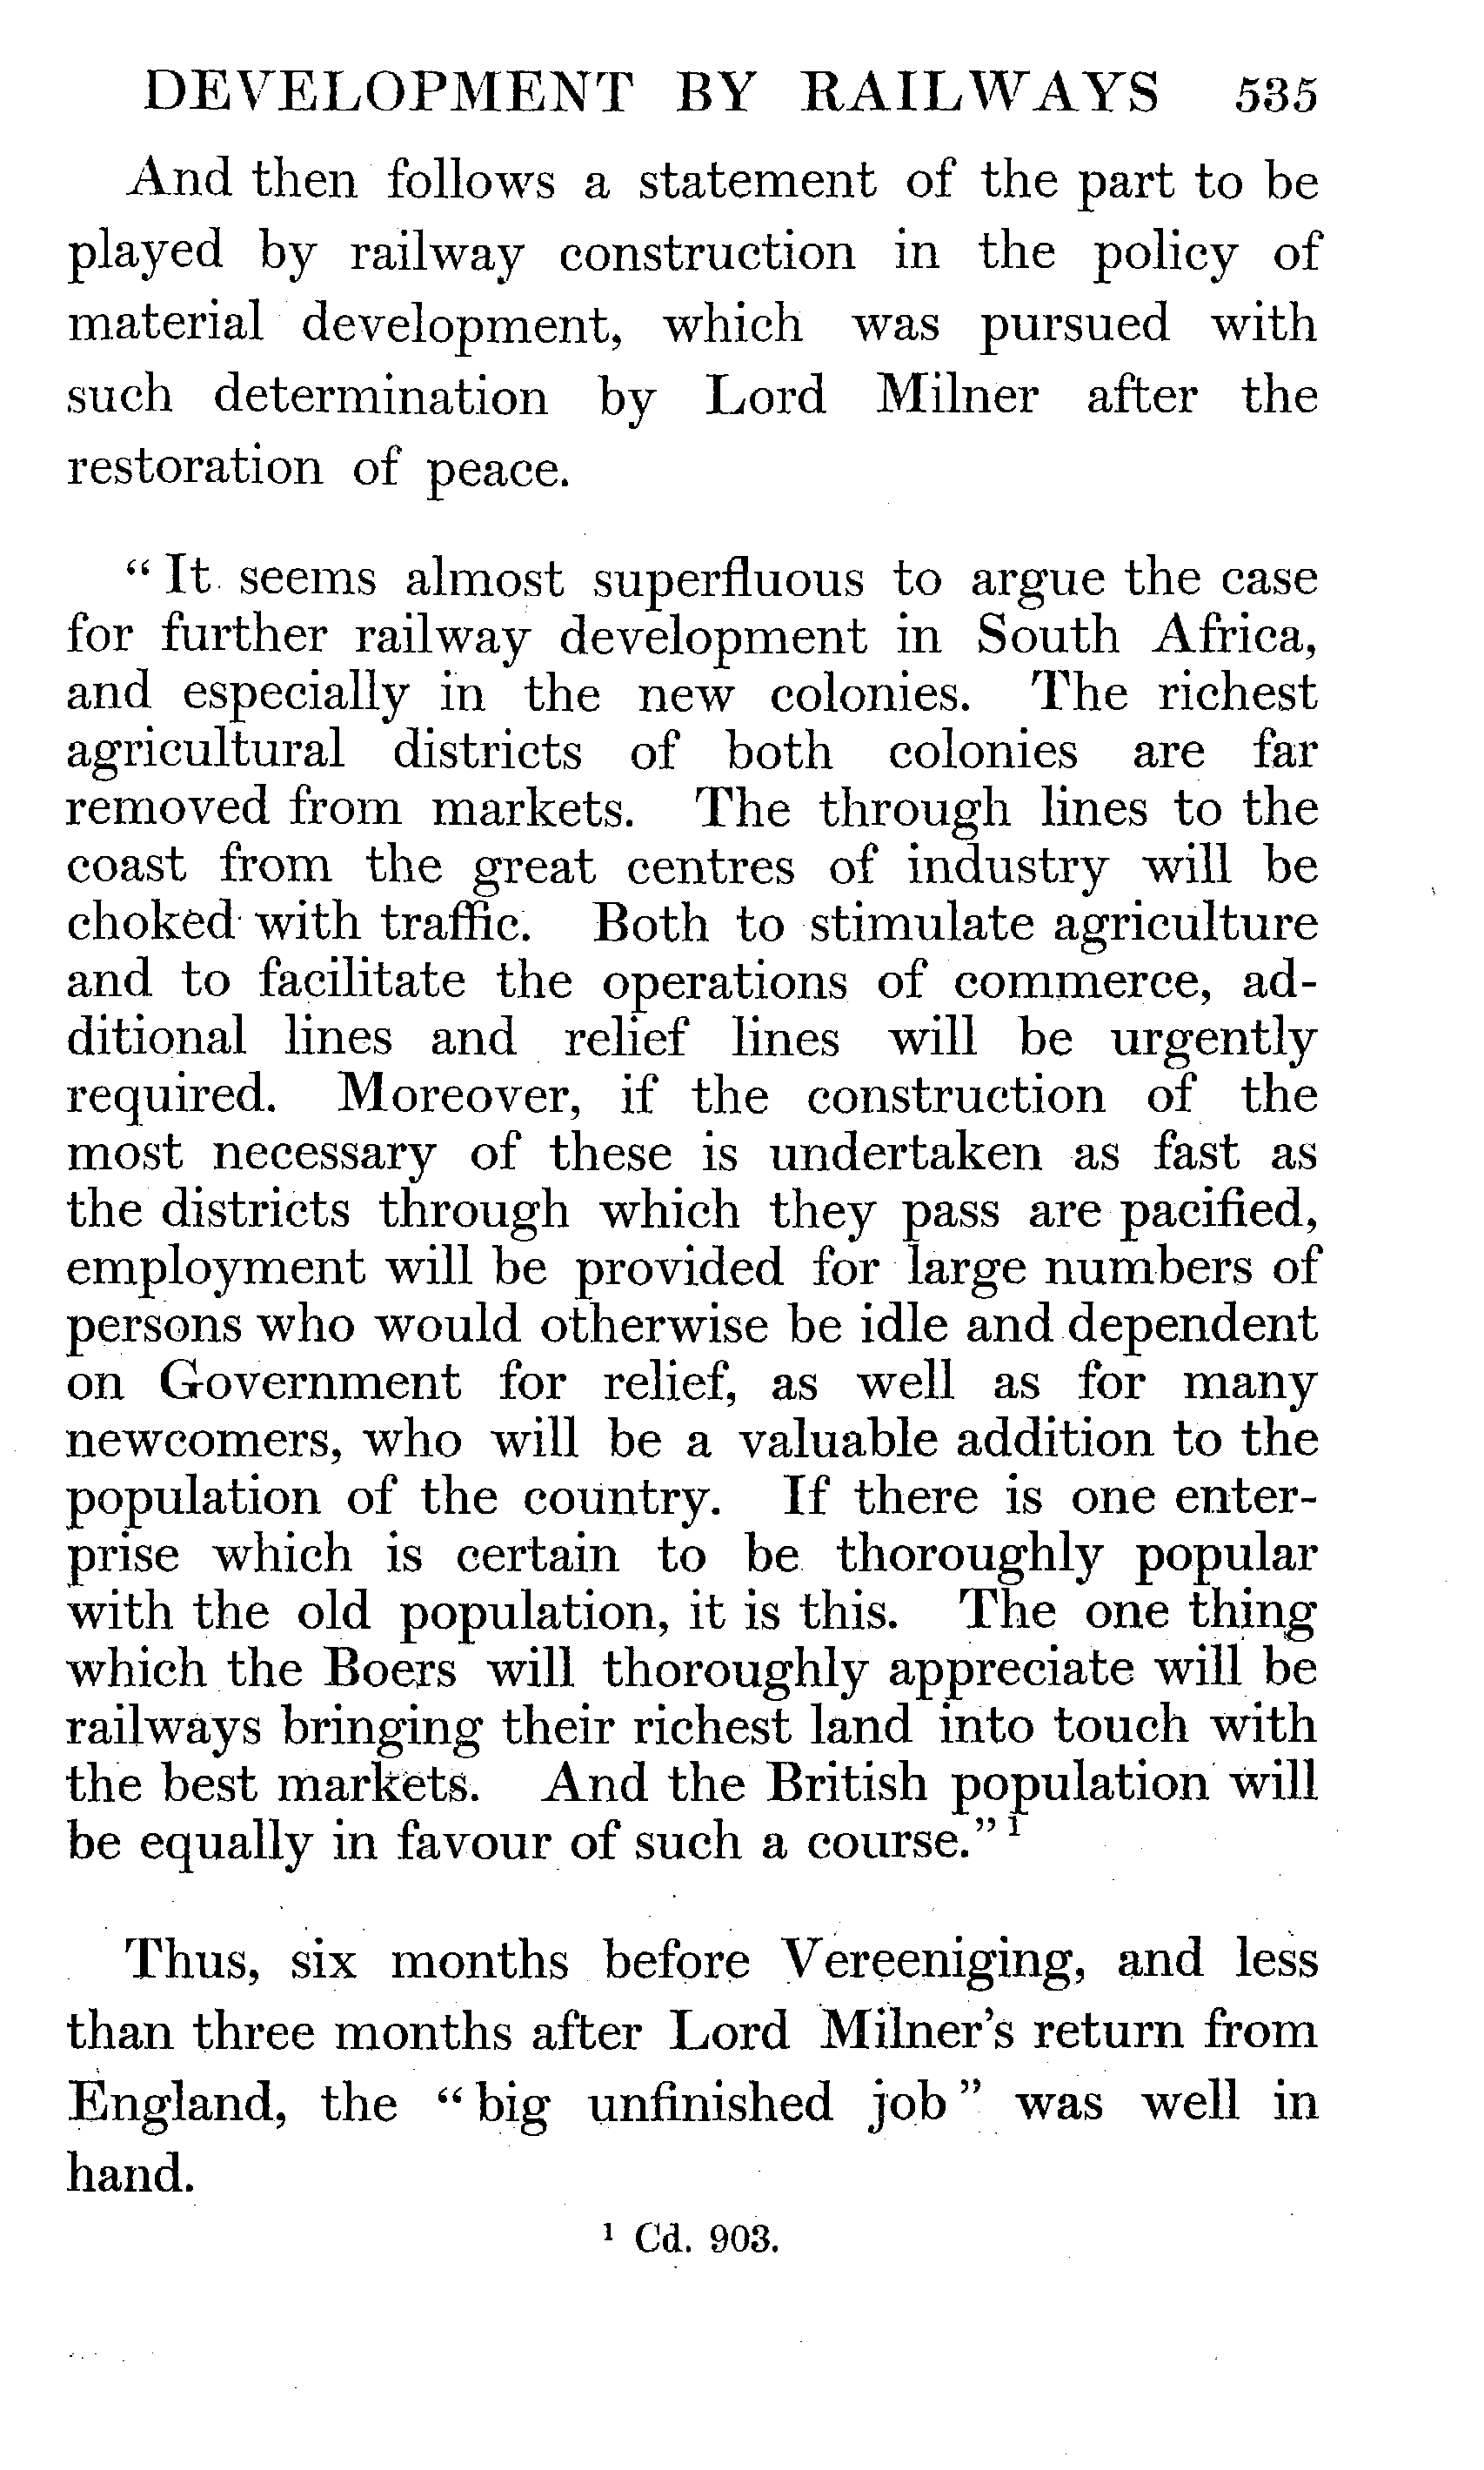 DEVELOPMENT BY RAILWAYS 535
And then follows a statement of the part to be
played by railway construction in the policy of
material development, which was pursued with
such determination by Lord Milner after the
restoration of peace.
“ It seems almost superfluous to argue the case
for further railway development in South Africa,
and especially in the new colonies. The richest
agricultural districts of both colonies are far
removed from markets. The through lines to the
coast from the great centres of industry will be
choked with traffic. Both to stimulate agriculture
and to facilitate the operations of commerce, ad-
ditional lines and relief lines will be urgently
required. Moreover, if the construction of the
most necessary of these is undertaken as fast as
the districts through which they pass are pacified,
employment will be provided for large numbers of
persons who would otherwise be idle and dependent
on Government for relief, as well as for many
newcomers, who will be a valuable addition to the
population of the country. If there is one enter-
prise which is certain to be thoroughly popular
with the old population, it is this. The one thing
which the Boers will thoroughly appreciate will be
railways bringing their richest land into touch with
the best markets. And the British population will
be equally in favour of such a course.” ¹
Thus, six months before Vereeniging, and less
than three months after Lord Milner's return from
England, the “ big unfinished job ” was well in
hand.
¹ Cd. 903.